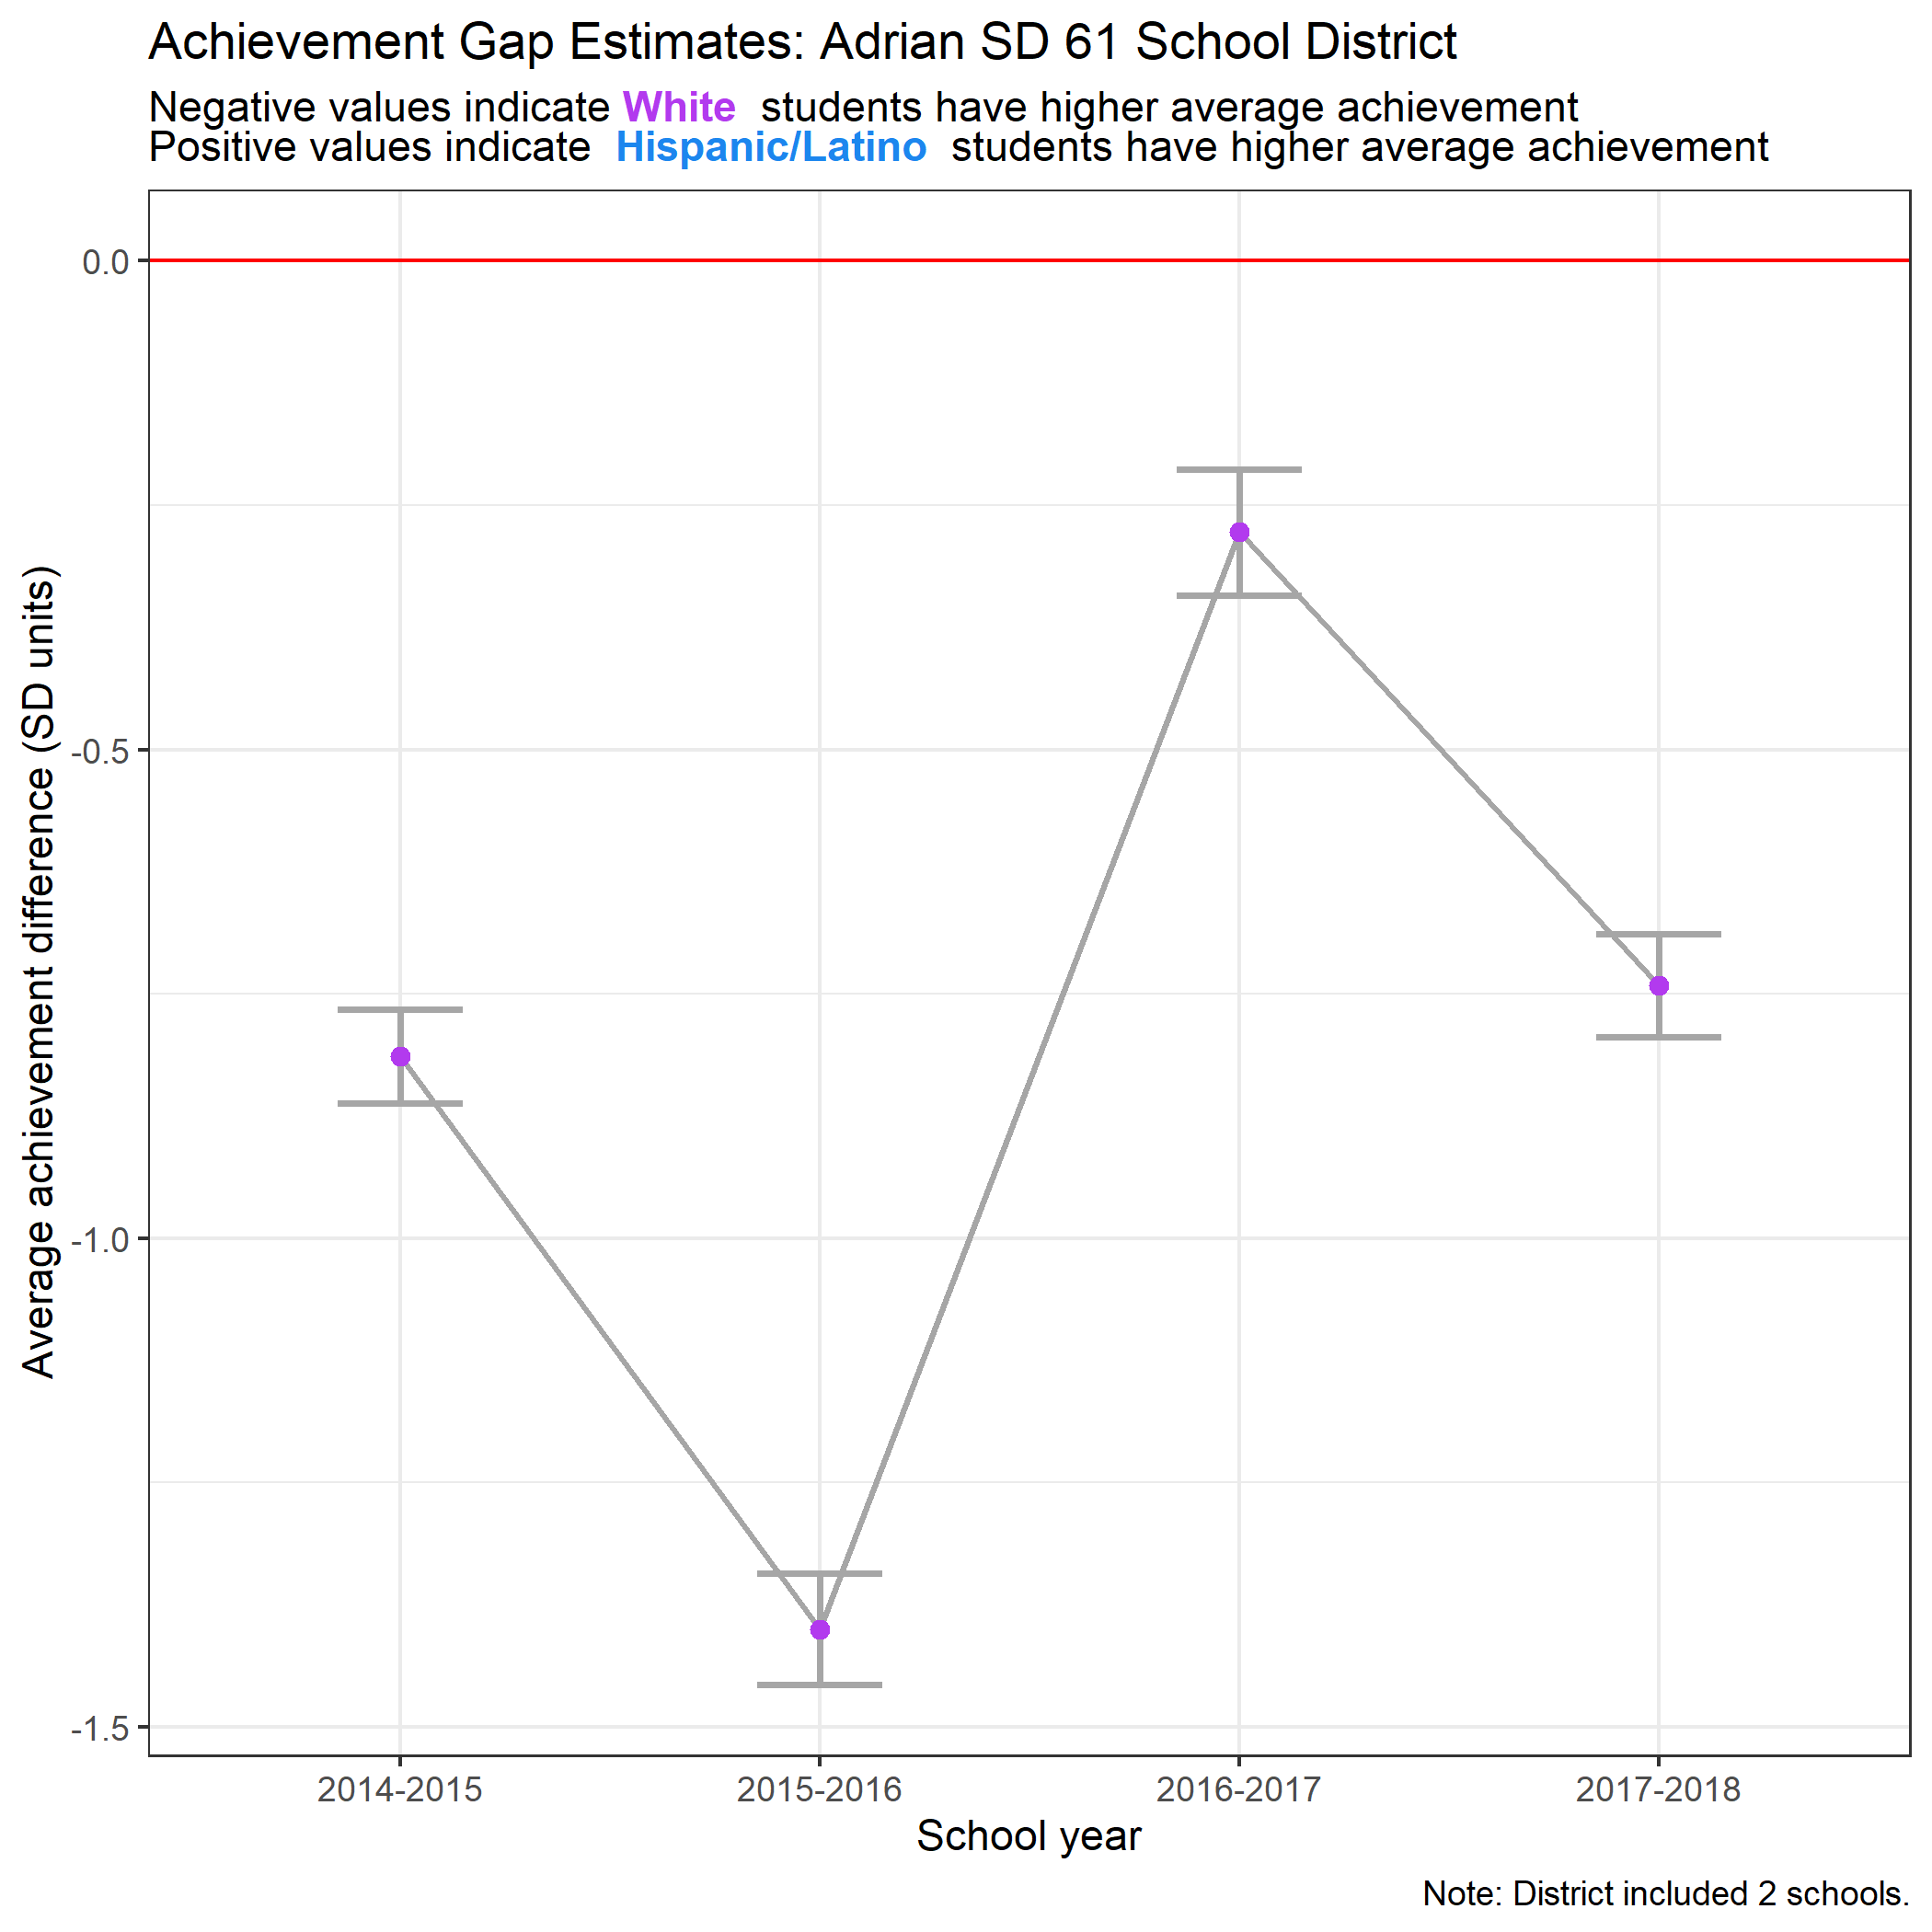 Achievement Gap Estimates: Adrian SD 61 School District
Negative values indicate White students have higher average achievement
Positive values indicate Hispanic/Latino students have higher average achievement
Average achievement difference (SD units)
0.0
-0.5
-1.0
-1.5
2014-2015 2015-2016 2016-2017 2017-2018
School year
Note: District included 2 schools.